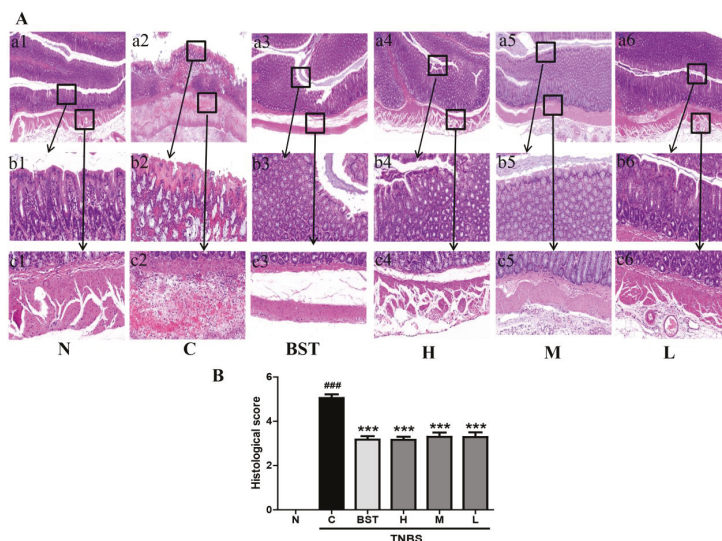 A
a1 a2 a3 a4 a5 a6
b1 b2 b3 b4 b5 b6
c1 c2 c3 c4 c5 c6
N C BST H M L
B
Histological score
6
4
2
0
###
*** *** *** ***
N C BST H M L
TNBS